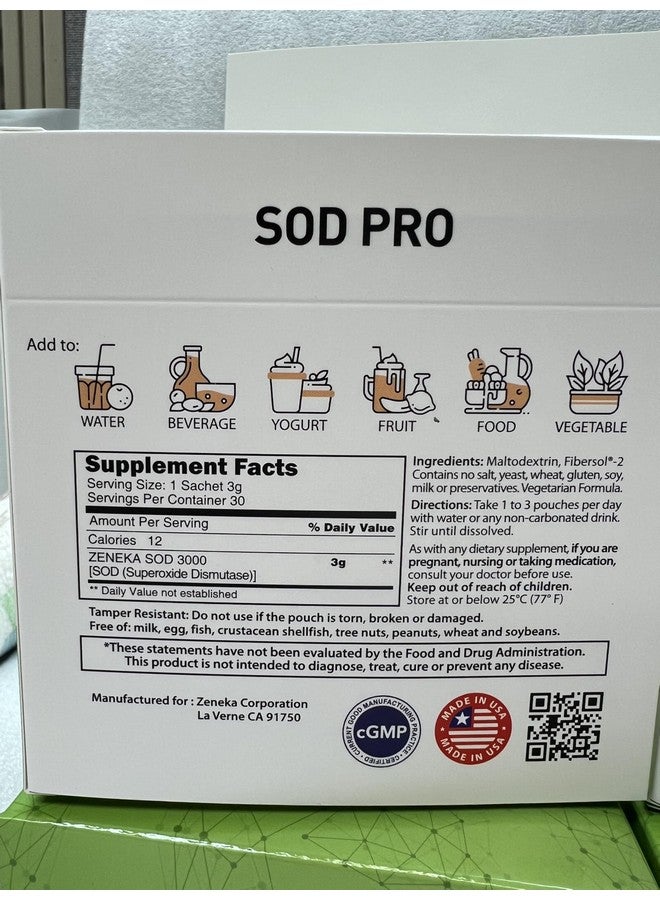 SOD PRO
Add to:
WATER
BEVERAGE
YOGURT
FRUIT
FOOD
VEGETABLE
Supplement Facts
Serving Size: 1 Sachet 3g
Servings Per Container 30
Amount Per Serving
% Daily Value
Calories 12
ZENEKA SOD 3000 3g **
[SOD (Superoxide Dismutase)]
** Daily Value not established
Ingredients: Maltodextrin, Fibersol®-2
Contains no salt, yeast, wheat, gluten, soy,
milk or preservatives. Vegetarian Formula.
Directions: Take 1 to 3 pouches per day
with water or any non-carbonated drink.
Stir until dissolved.
As with any dietary supplement, if you are
pregnant, nursing or taking medication,
consult your doctor before use.
Keep out of reach of children.
Store at or below 25°C (77° F)
Tamper Resistant: Do not use if the pouch is torn, broken or damaged.
Free of: milk, egg, fish, crustacean shellfish, tree nuts, peanuts, wheat and soybeans.
*These statements have not been evaluated by the Food and Drug Administration.
This product is not intended to diagnose, treat, cure or prevent any disease.
Manufactured for : Zeneka Corporation
La Verne CA 91750
CURRENT GOOD MANUFACTURING PRACTICE
cGMP
CERTIFIED
MADE IN USA
MADE IN USA